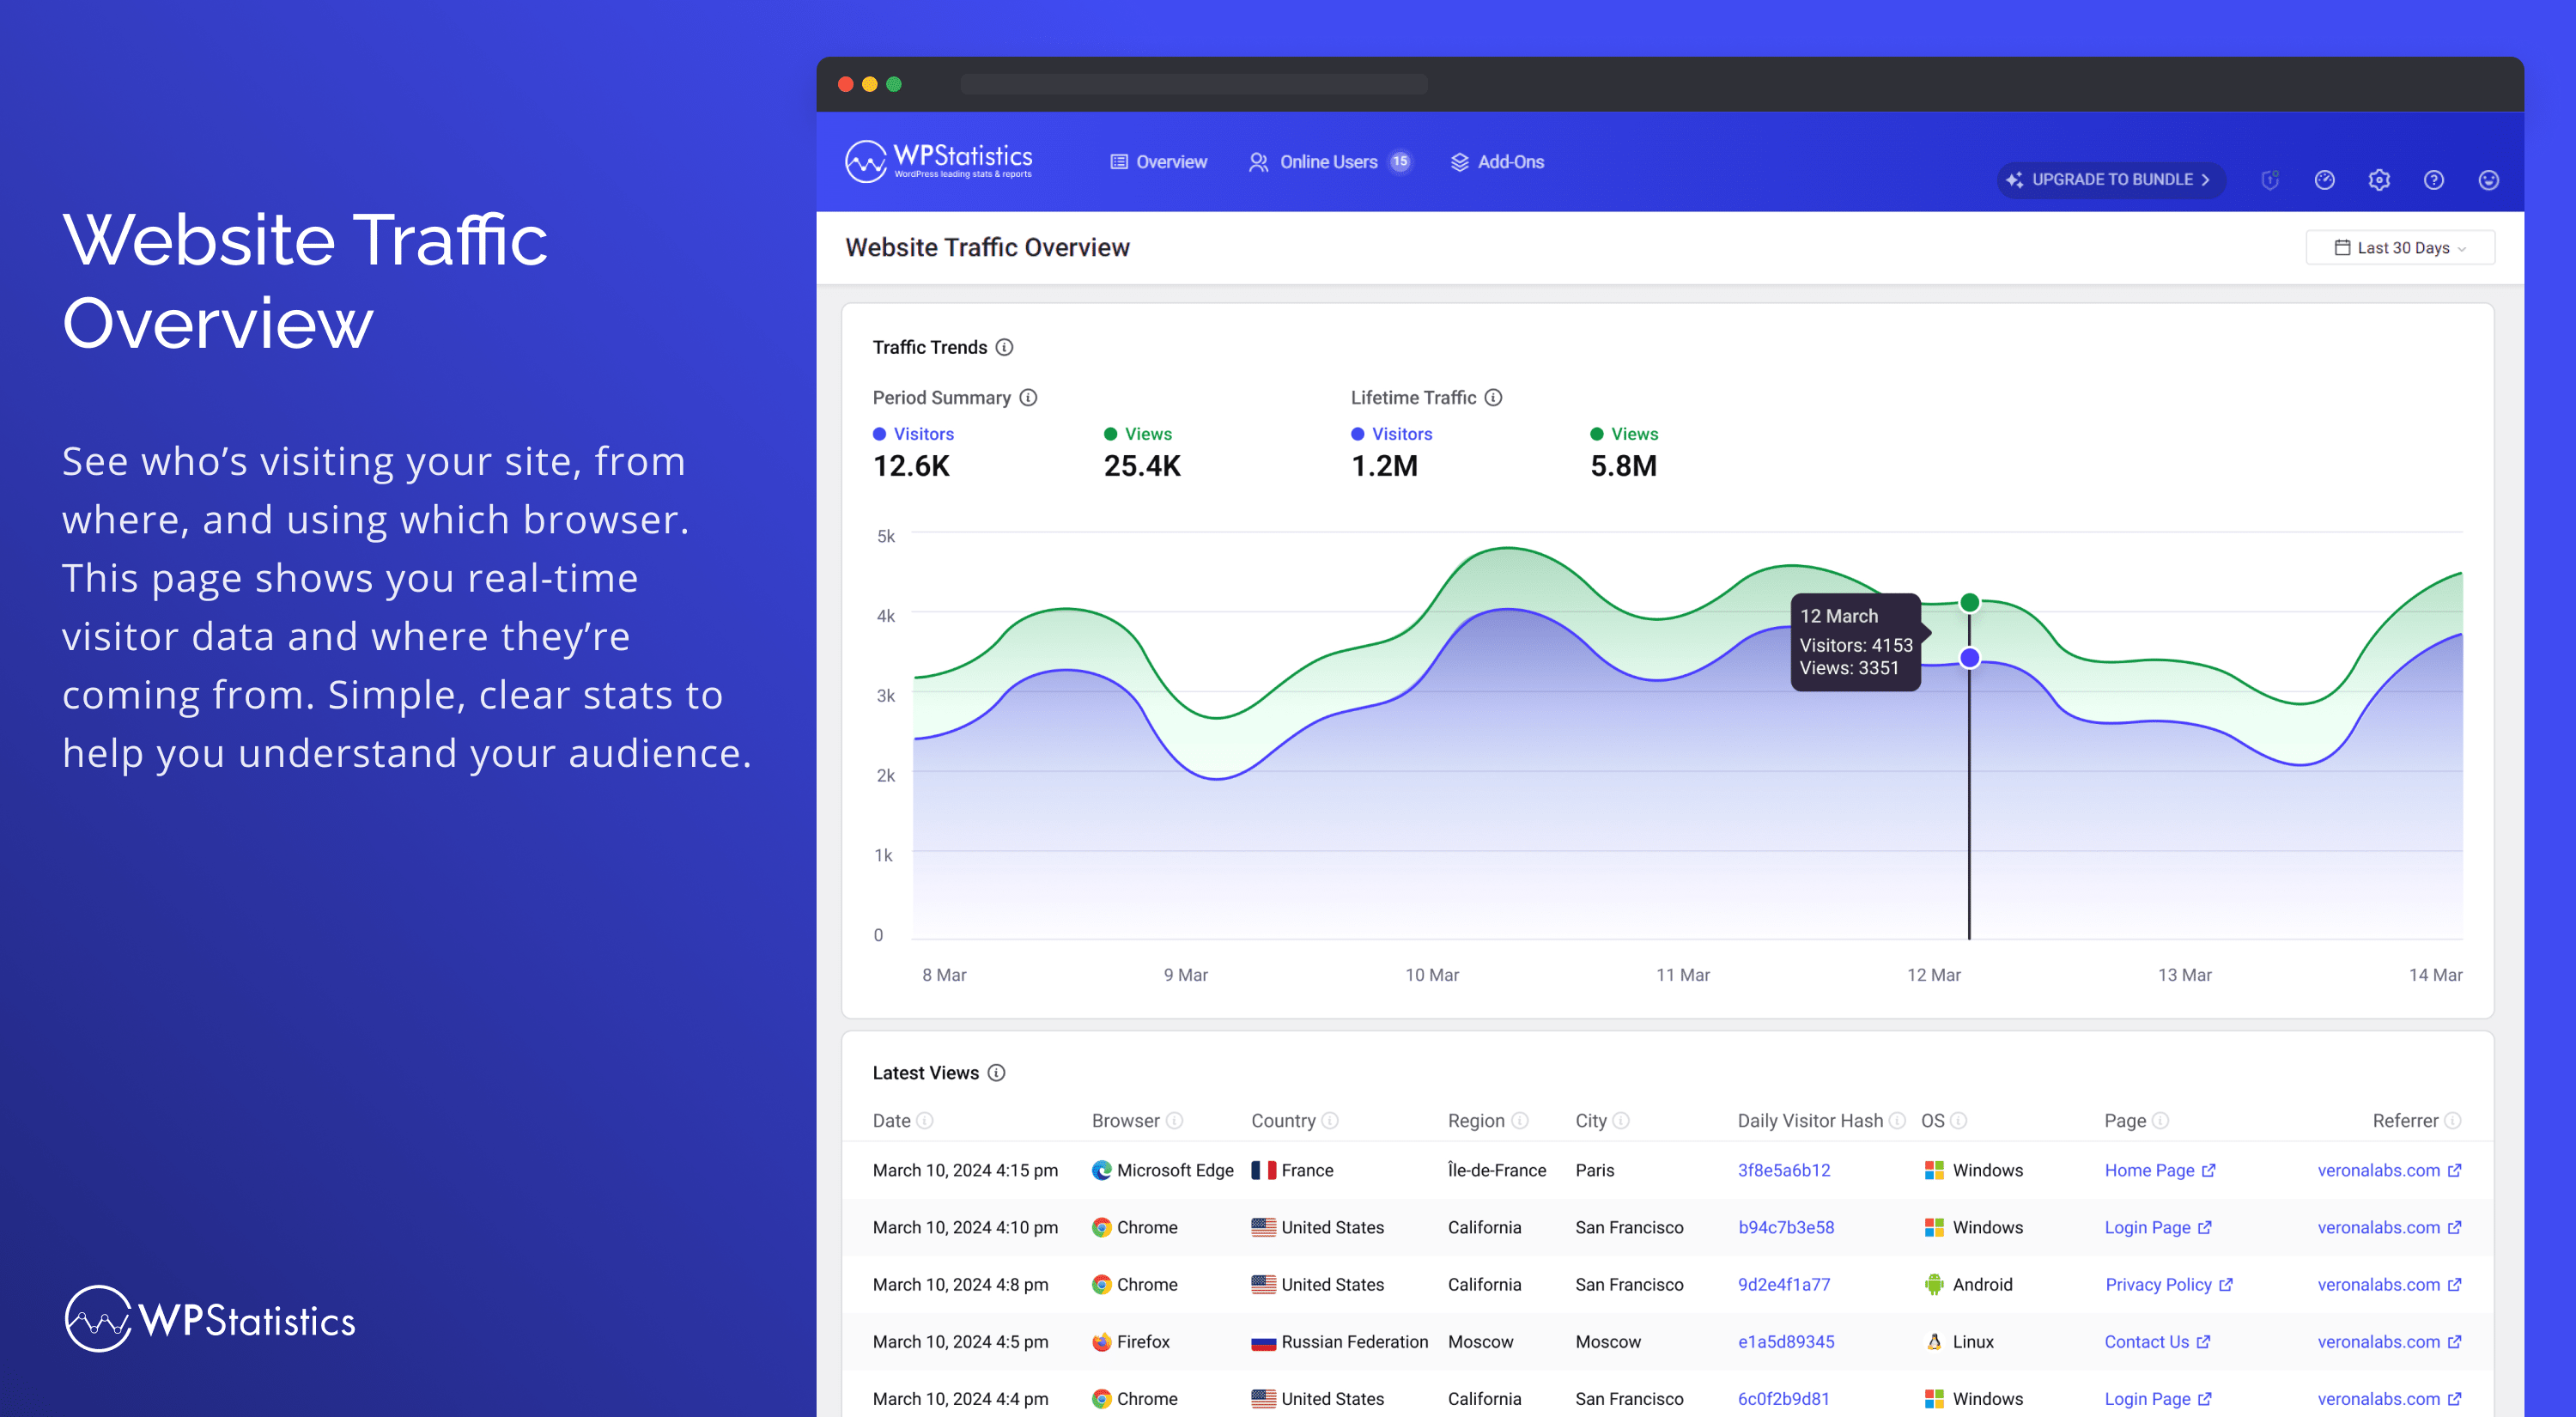 Website Traffic
Overview
See who’s visiting your site, from
where, and using which browser.
This page shows you real-time
visitor data and where they’re
coming from. Simple, clear stats to
help you understand your audience.
WPStatistics
WPStatistics
WordPress leading stats & reports
Overview
Online Users 15
Add-Ons
UPGRADE TO BUNDLE
Website Traffic Overview
Last 30 Days
Traffic Trends
Period Summary
Lifetime Traffic
Visitors Views Visitors Views
12.6K 25.4K 1.2M 5.8M
5k
4k
3k
2k
1k
0
12 March
Visitors: 4153
Views: 3351
8 Mar 9 Mar 10 Mar 11 Mar 12 Mar 13 Mar 14 Mar
Latest Views
Date Browser Country Region City Daily Visitor Hash OS Page Referrer
March 10, 2024 4:15 pm Microsoft Edge France Île-de-France Paris 3f8e5a6b12 Windows Home Page veronalabs.com
March 10, 2024 4:10 pm Chrome United States California San Francisco b94c7b3e58 Windows Login Page veronalabs.com
March 10, 2024 4:8 pm Chrome United States California San Francisco 9d2e4f1a77 Android Privacy Policy veronalabs.com
March 10, 2024 4:5 pm Firefox Russian Federation Moscow Moscow e1a5d89345 Linux Contact Us veronalabs.com
March 10, 2024 4:4 pm Chrome United States California San Francisco 6c0f2b9d81 Windows Login Page veronalabs.com